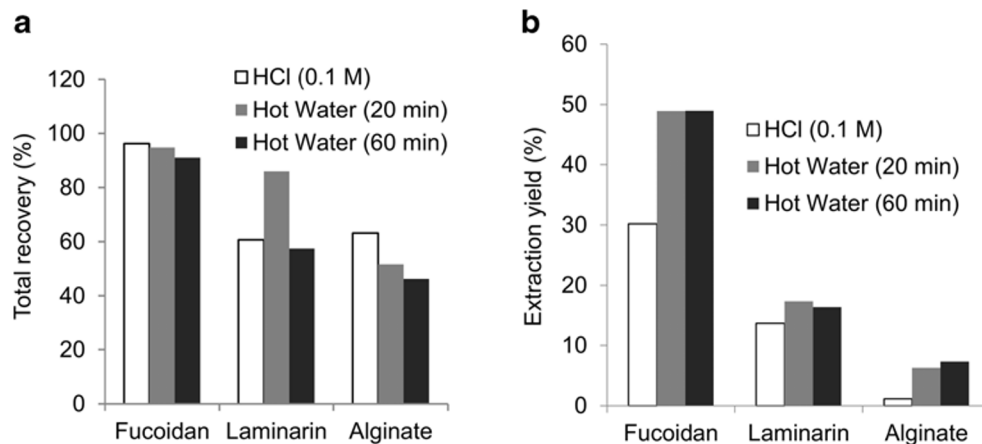 a
Total recovery (%)
120
100
80
60
40
20
0
HCl (0.1 M)
Hot Water (20 min)
Hot Water (60 min)
Fucoidan Laminarin Alginate
b
Extraction yield (%)
60
50
40
30
20
10
0
HCl (0.1 M)
Hot Water (20 min)
Hot Water (60 min)
Fucoidan Laminarin Alginate